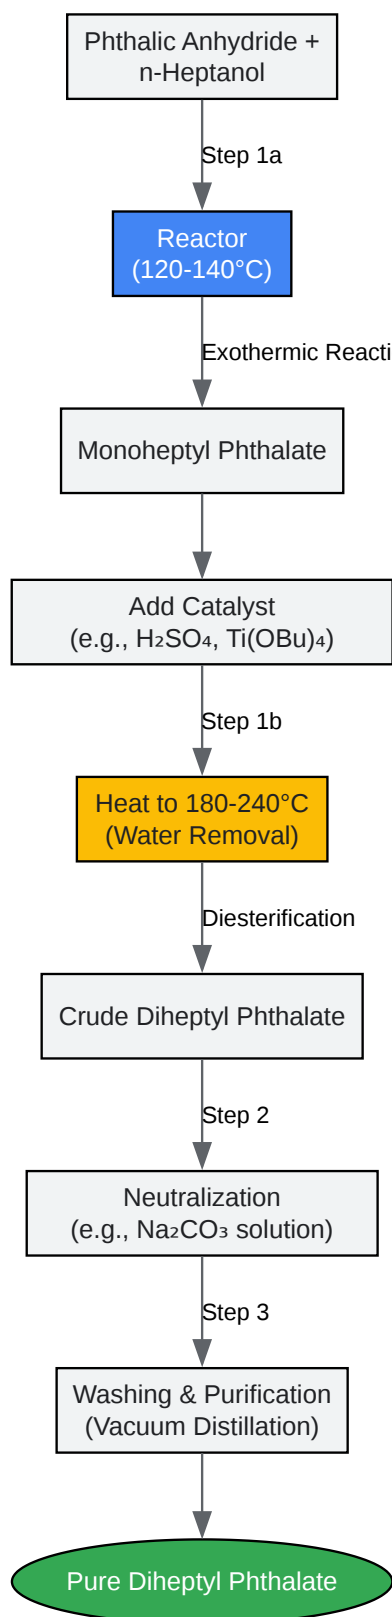 Phthalic Anhydride +
n-Heptanol
Step 1a
Reactor
(120-140°C)
Exothermic Reacti
Monoheptyl Phthalate
Add Catalyst
(e.g., H₂SO₄, Ti(OBu)₄)
Step 1b
Heat to 180-240°C
(Water Removal)
Diesterification
Crude Diheptyl Phthalate
Step 2
Neutralization
(e.g., Na₂CO₃ solution)
Step 3
Washing & Purification
(Vacuum Distillation)
Pure Diheptyl Phthalate